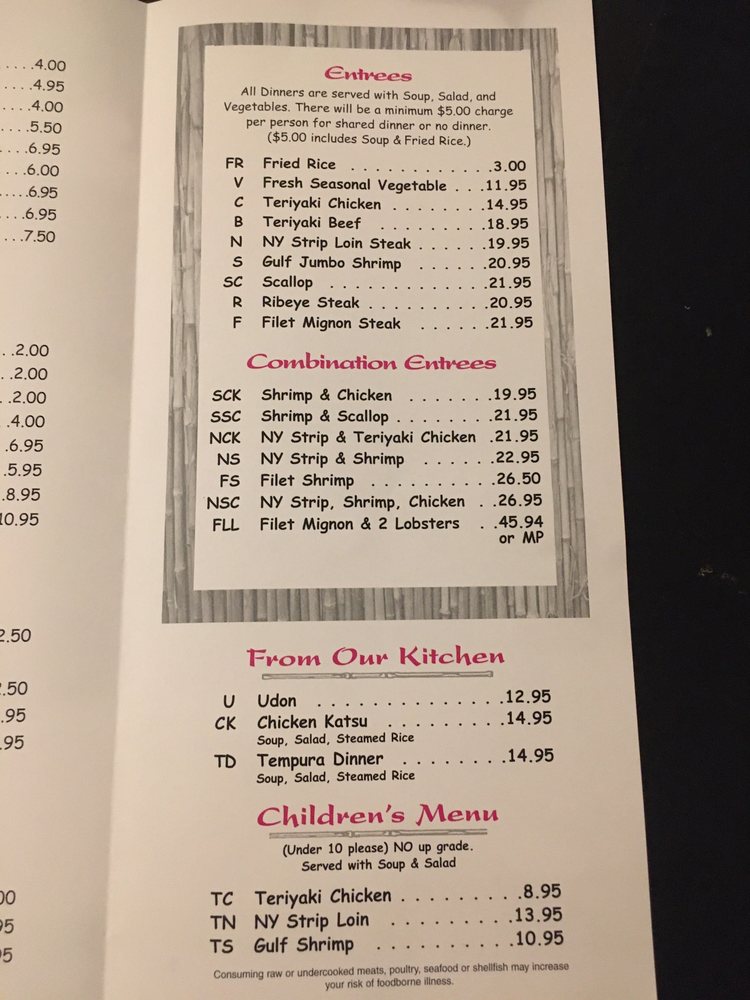 ....4.00
....4.95
....4.00
...5.50
...6.95
...6.00
.....6.95
....6.95
...7.50
..2.00
..2.00
..2.00
.4.00
.6.95
.5.95
.8.95
10.95
2.50
.50
.95
.95
00
95
5
Entrees
All Dinners are served with Soup, Salad, and
Vegetables. There will be a minimum $5.00 charge
per person for shared dinner or no dinner.
($5.00 includes Soup & Fried Rice.)
FR Fried Rice . . . . . . . . . . . .3.00
V Fresh Seasonal Vegetable . . .11.95
C Teriyaki Chicken . . . . . . . .14.95
B Teriyaki Beef . . . . . . . . .18.95
N NY Strip Loin Steak . . . . . .19.95
S Gulf Jumbo Shrimp . . . . . .20.95
SC Scallop . . . . . . . . . . . .21.95
R Ribeye Steak . . . . . . . . .20.95
F Filet Mignon Steak . . . . . .21.95
Combination Entrees
SCK Shrimp & Chicken . . . . . . .19.95
SSC Shrimp & Scallop . . . . . . .21.95
NCK NY Strip & Teriyaki Chicken .21.95
NS NY Strip & Shrimp . . . . . .22.95
FS Filet Shrimp . . . . . . . . .26.50
NSC NY Strip, Shrimp, Chicken . .26.95
FLL Filet Mignon & 2 Lobsters . .45.94
or MP
From Our Kitchen
U Udon . . . . . . . . . . . . . .12.95
CK Chicken Katsu . . . . . . . . .14.95
Soup, Salad, Steamed Rice
TD Tempura Dinner . . . . . . . .14.95
Soup, Salad, Steamed Rice
Children's Menu
(Under 10 please) NO up grade.
Served with Soup & Salad
TC Teriyaki Chicken . . . . . . . . .8.95
TN NY Strip Loin . . . . . . . . .13.95
TS Gulf Shrimp . . . . . . . . . .10.95
Consuming raw or undercooked meats, poultry, seafood or shellfish may increase
your risk of foodborne illness.